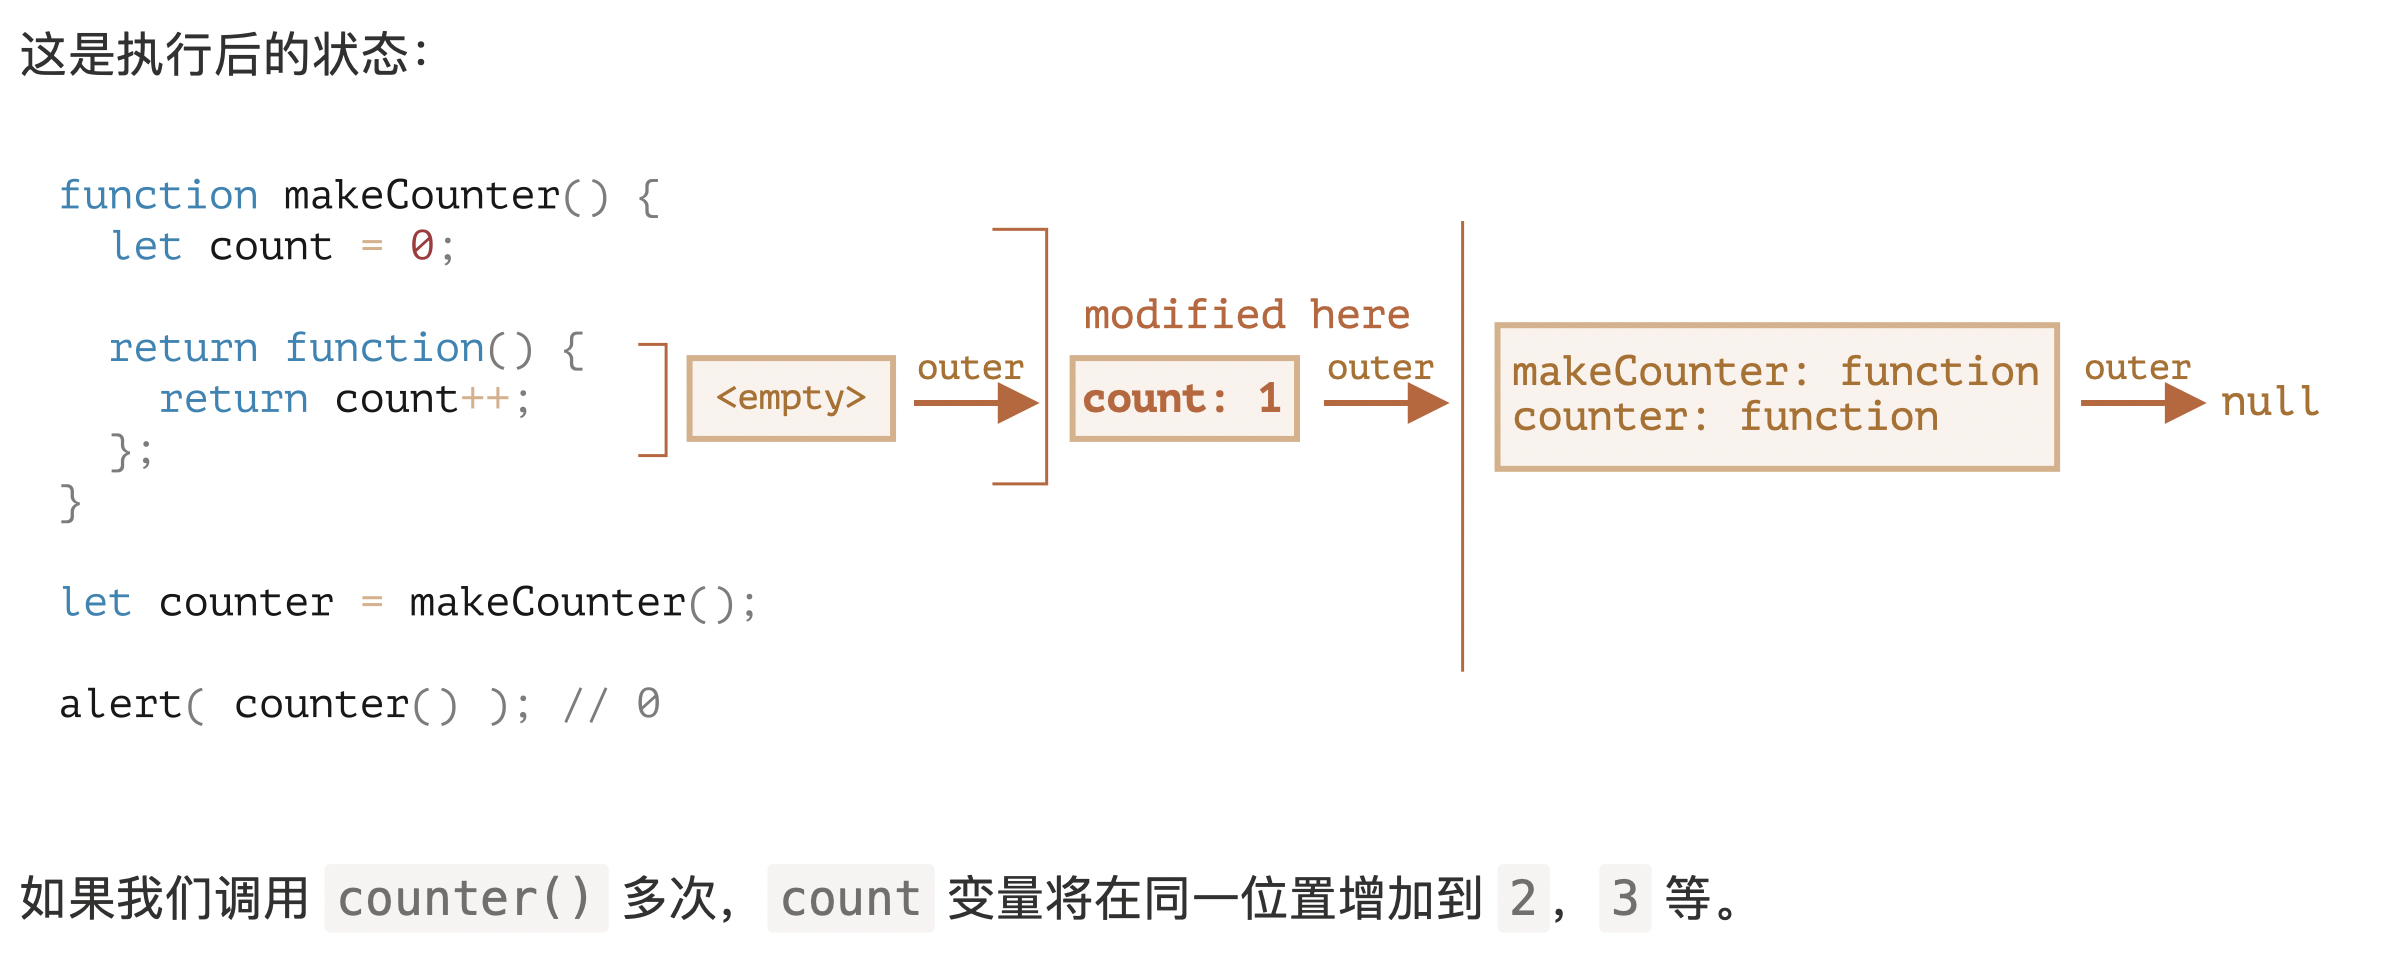 这是执行后的状态：
function makeCounter() {
  let count = 0;
  return function() {
    return count++;
  };
}
let counter = makeCounter();
alert( counter() ); // 0
<empty>
outer
modified here
count: 1
outer
makeCounter: function
counter: function
outer
null
如果我们调用 counter() 多次，count 变量将在同一位置增加到 2，3 等。